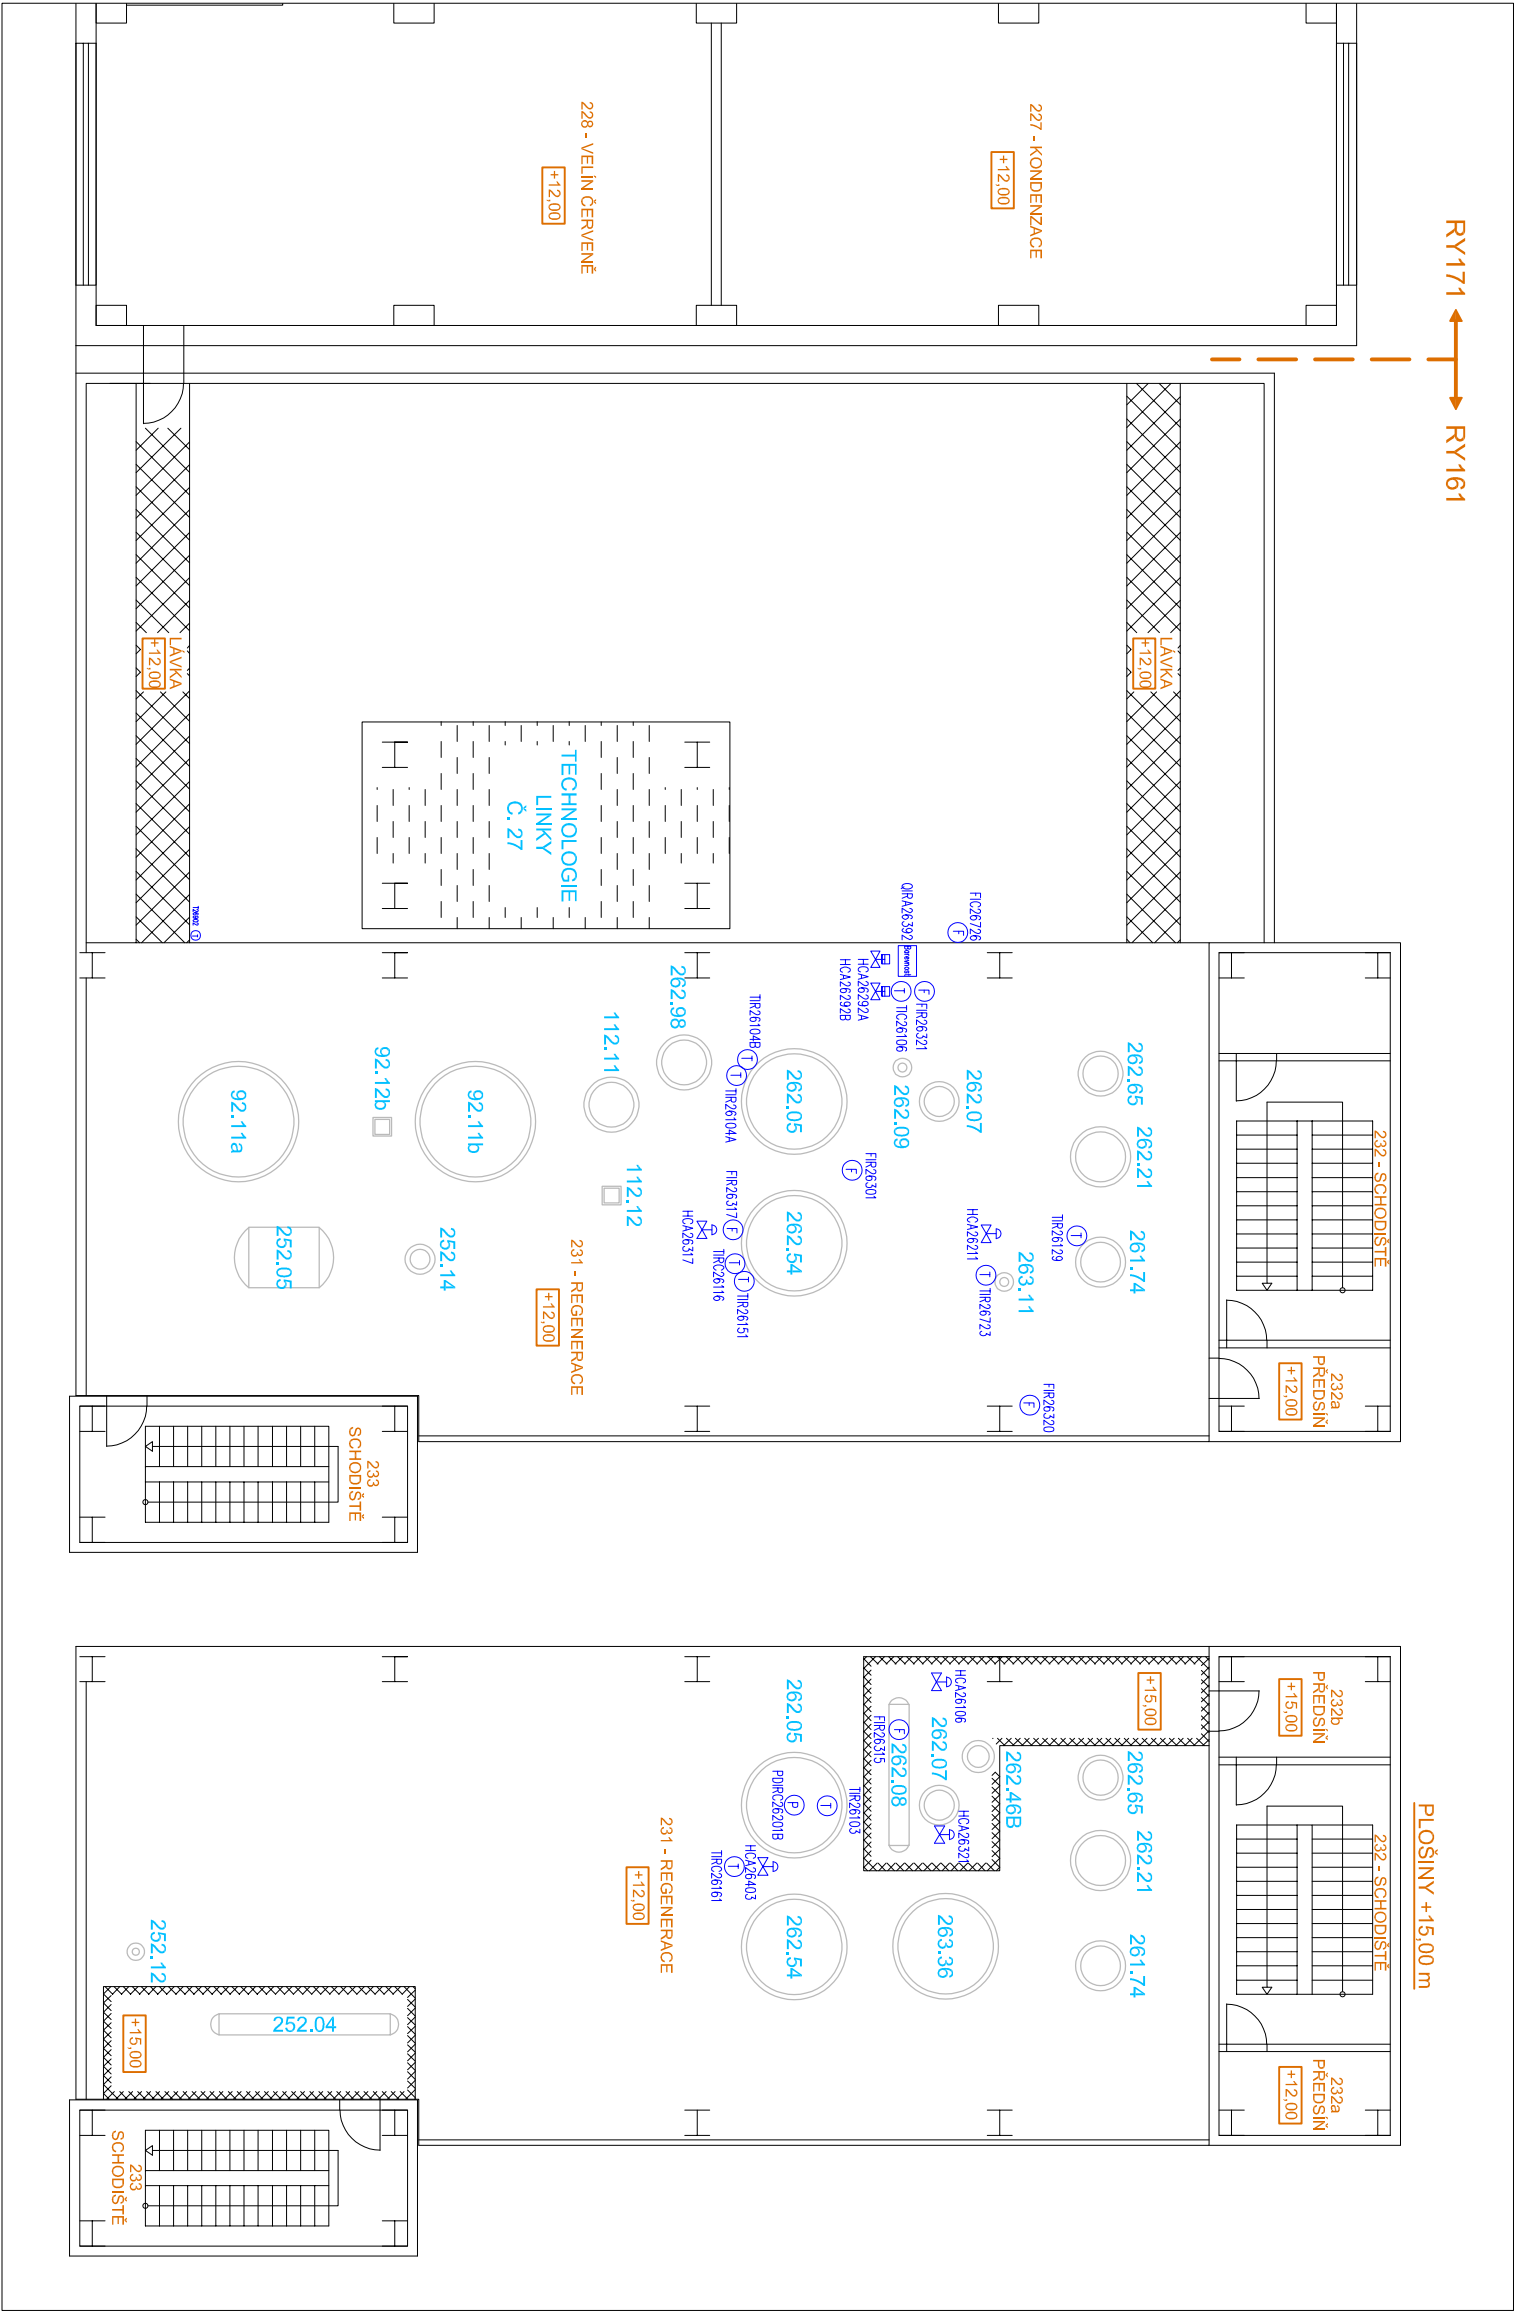 RY171
RY161
227 - KONDENZACE
+12,00
228 - VELÍN ČERVENĚ
+12,00
LÁVKA
+12,00
LÁVKA
+12,00
TECHNOLOGIE
LINKY
Č. 27
T26902
T
FIC26726
F
QIRA26392
Barevnost
HCA26292A
HCA26292B
FIR26321
F
TIC26106
T
262.65
262.21
261.74
262.07
262.09
262.05
262.54
262.98
112.11
112.12
92.11b
92.12b
92.11a
252.05
252.14
263.11
TIR26104B
T
TIR26104A
T
FIR26301
F
FIR26317
F
HCA26317
TIRC26116
T
TIR26151
T
HCA26211
TIR26723
T
TIR26129
T
FIR26320
F
231 - REGENERACE
+12,00
232 - SCHODIŠTĚ
232a
PŘEDSÍŇ
+12,00
233
SCHODIŠTĚ
PLOŠINY +15,00 m
232b
PŘEDSÍŇ
+15,00
232 - SCHODIŠTĚ
232a
PŘEDSÍŇ
+12,00
+15,00
262.65
262.21
261.74
262.46B
262.07
262.08
263.36
262.05
262.54
HCA26106
FIR26315
F
HCA26321
TIR26103
T
PDIRC26201B
P
HCA26403
TIRC26161
T
231 - REGENERACE
+12,00
252.12
252.04
+15,00
233
SCHODIŠTĚ